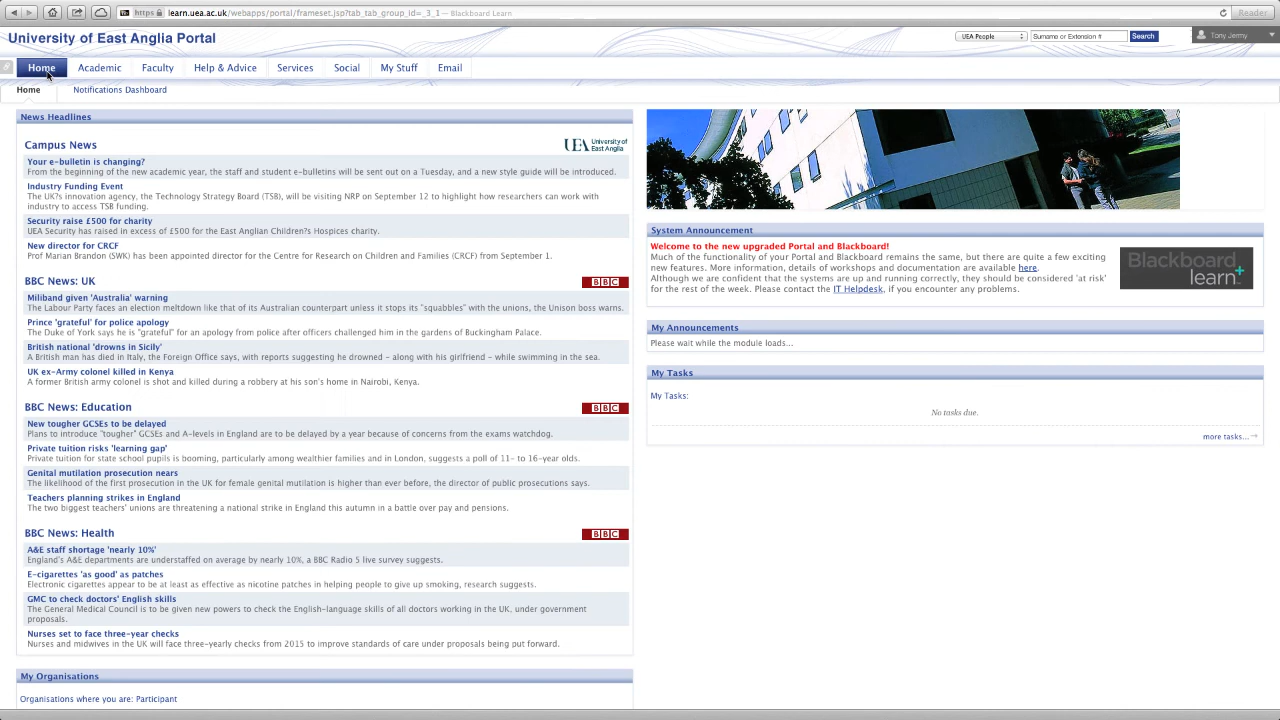 https learn.uea.ac.uk/webapps/portal/frameset.jsp?tab_tab_group_id=_3_1 — Blackboard Learn
Reader
University of East Anglia Portal
UEA People
Surname or Extension #
Search
Tony Jermy
Home Academic Faculty Help & Advice Services Social My Stuff Email
Home Notifications Dashboard
News Headlines
Campus News
UEA University of
East Anglia
Your e-bulletin is changing?
From the beginning of the new academic year, the staff and student e-bulletins will be sent out on a Tuesday, and a new style guide will be introduced.
Industry Funding Event
The UK?s innovation agency, the Technology Strategy Board (TSB), will be visiting NRP on September 12 to highlight how researchers can work with
industry to access TSB funding.
Security raise £500 for charity
UEA Security has raised in excess of £500 for the East Anglian Children?s Hospices charity.
New director for CRCF
Prof Marian Brandon (SWK) has been appointed director for the Centre for Research on Children and Families (CRCF) from September 1.
BBC News: UK
BBC
Miliband given 'Australia' warning
The Labour Party faces an election meltdown like that of its Australian counterpart unless it stops its "squabbles" with the unions, the Unison boss warns.
Prince 'grateful' for police apology
The Duke of York says he is "grateful" for an apology from police after officers challenged him in the gardens of Buckingham Palace.
British national 'drowns in Sicily'
A British man has died in Italy, the Foreign Office says, with reports suggesting he drowned - along with his girlfriend - while swimming in the sea.
UK ex-Army colonel killed in Kenya
A former British army colonel is shot and killed during a robbery at his son's home in Nairobi, Kenya.
BBC News: Education
BBC
New tougher GCSEs to be delayed
Plans to introduce "tougher" GCSEs and A-levels in England are to be delayed by a year because of concerns from the exams watchdog.
Private tuition risks 'learning gap'
Private tuition for state school pupils is booming, particularly among wealthier families and in London, suggests a poll of 11- to 16-year olds.
Genital mutilation prosecution nears
The likelihood of the first prosecution in the UK for female genital mutilation is higher than ever before, the director of public prosecutions says.
Teachers planning strikes in England
The two biggest teachers' unions are threatening a national strike in England this autumn in a battle over pay and pensions.
BBC News: Health
BBC
A&E staff shortage 'nearly 10%'
England's A&E departments are understaffed on average by nearly 10%, a BBC Radio 5 live survey suggests.
E-cigarettes 'as good' as patches
Electronic cigarettes appear to be at least as effective as nicotine patches in helping people to give up smoking, research suggests.
GMC to check doctors' English skills
The General Medical Council is to be given new powers to check the English-language skills of all doctors working in the UK, under government
proposals.
Nurses set to face three-year checks
Nurses and midwives in the UK will face three-yearly checks from 2015 to improve standards of care under proposals being put forward.
My Organisations
Organisations where you are: Participant
System Announcement
Welcome to the new upgraded Portal and Blackboard!
Much of the functionality of your Portal and Blackboard remains the same, but there are quite a few exciting
new features. More information, details of workshops and documentation are available here.
Although we are confident that the systems are up and running correctly, they should be considered 'at risk'
for the rest of the week. Please contact the IT Helpdesk, if you encounter any problems.
Blackboard
learn+
My Announcements
Please wait while the module loads...
My Tasks
My Tasks:
No tasks due.
more tasks...→